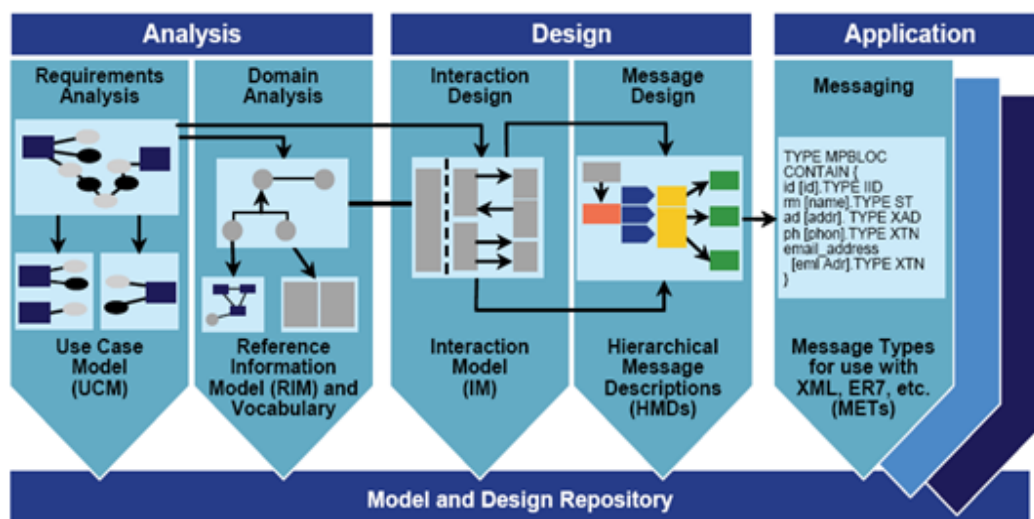 Analysis
Design
Application
Requirements
Analysis
Domain
Analysis
Interaction
Design
Message
Design
Messaging
TYPE MPBLOC
CONTAIN {
id [id].TYPE IID
rm [name].TYPE ST
ad [addr]. TYPE XAD
ph [phon].TYPE XTN
email_address
[eml Adr].TYPE XTN
}
Use Case
Model
(UCM)
Reference
Information
Model (RIM) and
Vocabulary
Interaction
Model
(IM)
Hierarchical
Message
Descriptions
(HMDs)
Message Types
for use with
XML, ER7, etc.
(METs)
Model and Design Repository